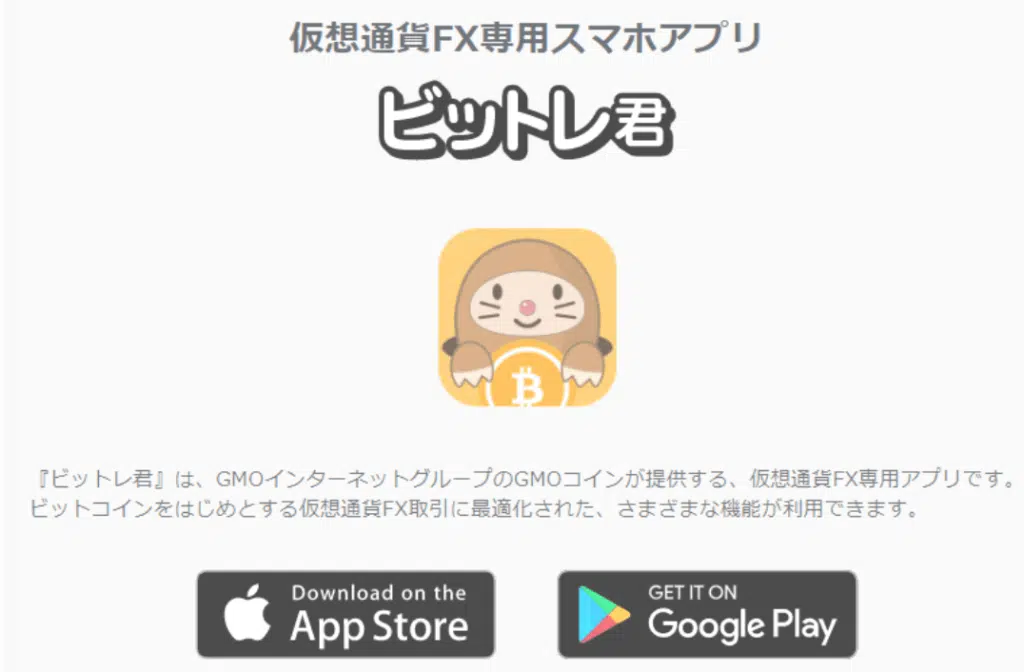 仮想通貨FX専用スマホアプリ
ビットレ君
『ビットレ君』は、GMOインターネットグループのGMOコインが提供する、仮想通貨FX専用アプリです。
ビットコインをはじめとする仮想通貨FX取引に最適化された、さまざまな機能が利用できます。
Download on the
App Store
GET IT ON
Google Play